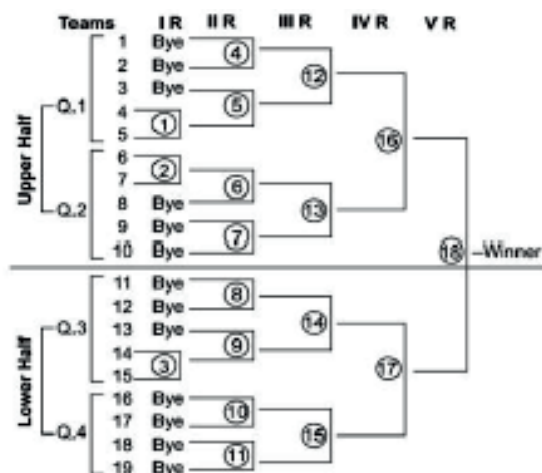 Teams I R II R III R IV R V R
1 Bye
④
2 Bye
⑫
3 Bye
⑤
4
Q.1 ①
5
⑯
6
②
7
⑥
8 Bye
Q.2 ⑬
9 Bye
⑦
10 Bye
Upper Half
⑱ Winner
11 Bye
⑧
12 Bye
Q.3 ⑭
13 Bye
⑨
14
③
15
⑰
16 Bye
⑩
17 Bye
Q.4 ⑮
18 Bye
⑪
19 Bye
Lower Half